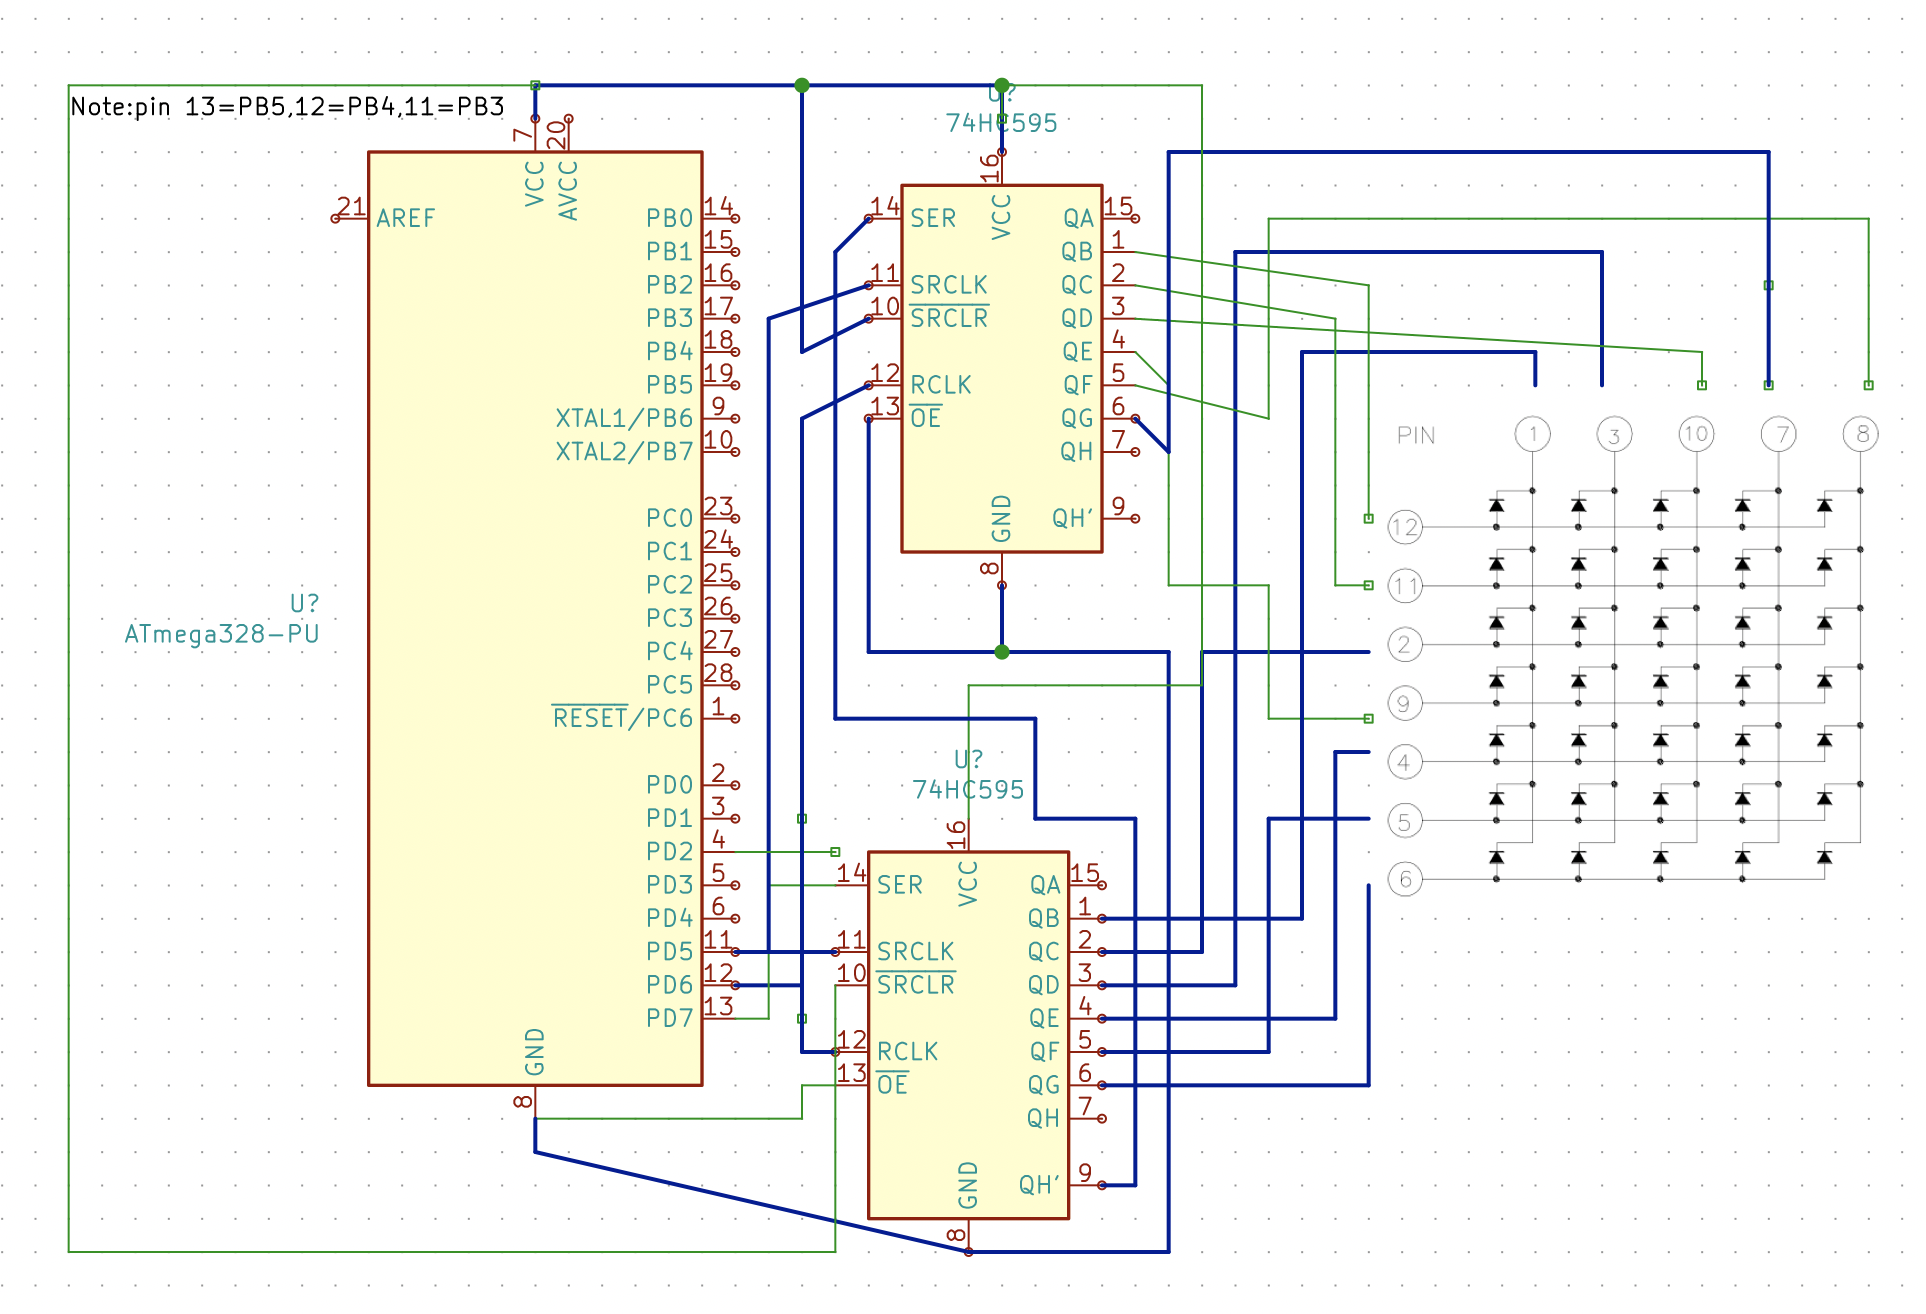 Note:pin 13=PB5,12=PB4,11=PB3
U?
ATmega328-PU
7
VCC
20
AVCC
21
AREF
PB0
14
PB1
15
PB2
16
PB3
17
PB4
18
PB5
19
XTAL1/PB6
9
XTAL2/PB7
10
PC0
23
PC1
24
PC2
25
PC3
26
PC4
27
PC5
28
RESET/PC6
1
PD0
2
PD1
3
PD2
4
PD3
5
PD4
6
PD5
11
PD6
12
PD7
13
GND
8
U?
74HC595
16
VCC
14
SER
11
SRCLK
10
SRCLR
12
RCLK
13
OE
QA
15
QB
1
QC
2
QD
3
QE
4
QF
5
QG
6
QH
7
QH'
9
GND
8
U?
74HC595
16
VCC
14
SER
11
SRCLK
10
SRCLR
12
RCLK
13
OE
QA
15
QB
1
QC
2
QD
3
QE
4
QF
5
QG
6
QH
7
QH'
9
GND
8
PIN 1 3 10 7 8
12
11
2
9
4
5
6